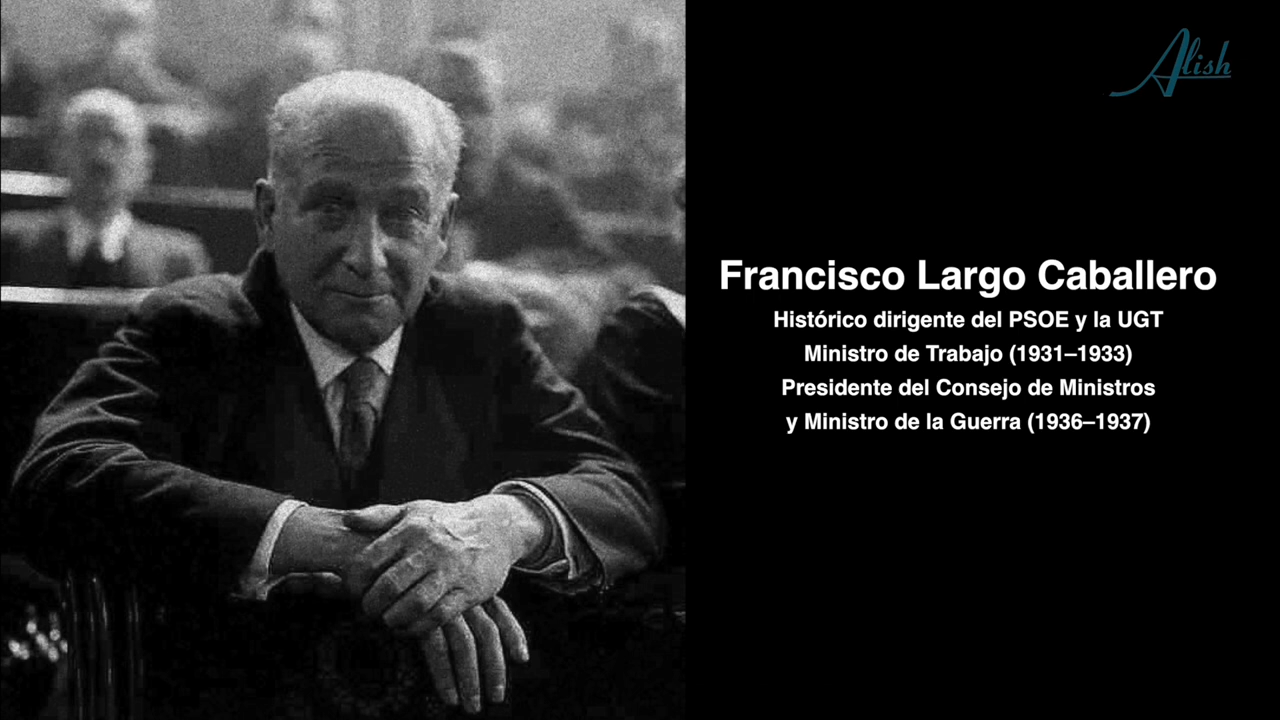 Alish
Francisco Largo Caballero
Histórico dirigente del PSOE y la UGT
Ministro de Trabajo (1931–1933)
Presidente del Consejo de Ministros
y Ministro de la Guerra (1936–1937)